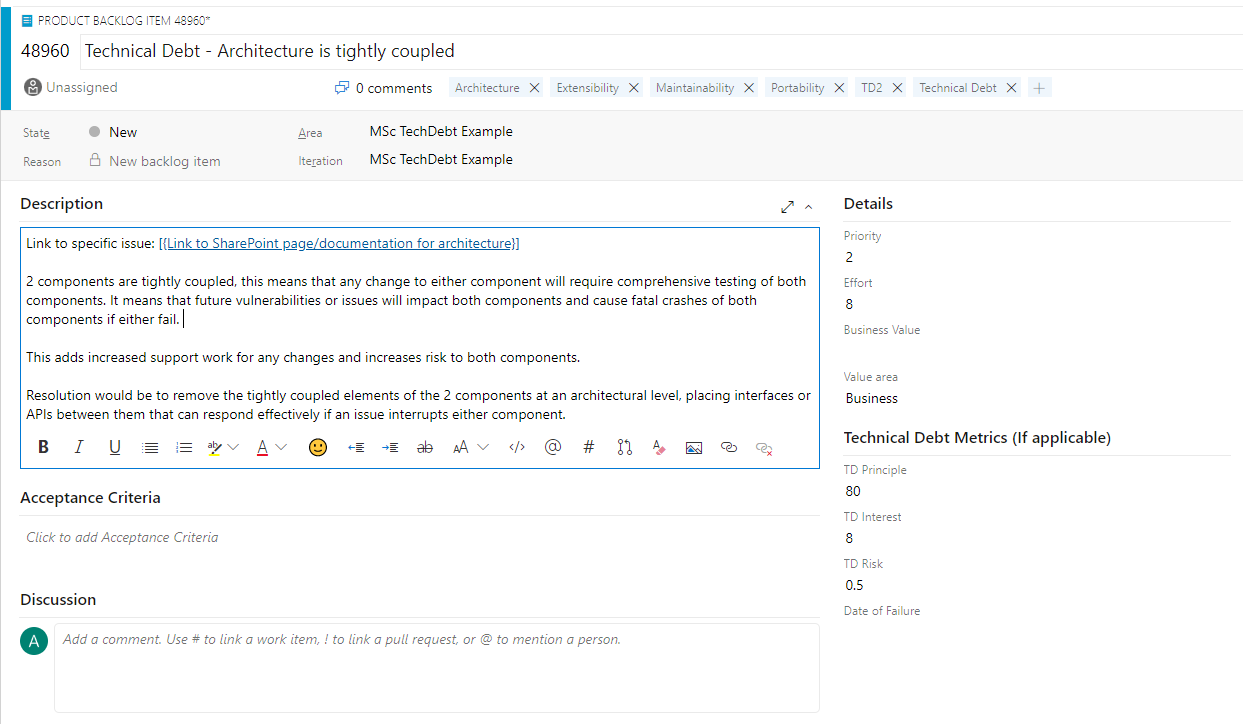 PRODUCT BACKLOG ITEM 48960*
48960 Technical Debt - Architecture is tightly coupled
Unassigned 0 comments Architecture Extensibility Maintainability Portability TD2 Technical Debt
State New Area MSc TechDebt Example
Reason New backlog item Iteration MSc TechDebt Example
Description
Link to specific issue: [{Link to SharePoint page/documentation for architecture}]
2 components are tightly coupled, this means that any change to either component will require comprehensive testing of both
components. It means that future vulnerabilities or issues will impact both components and cause fatal crashes of both
components if either fail.
This adds increased support work for any changes and increases risk to both components.
Resolution would be to remove the tightly coupled elements of the 2 components at an architectural level, placing interfaces or
APIs between them that can respond effectively if an issue interrupts either component.
B I U ab A ab AA </> @ # A
Acceptance Criteria
Click to add Acceptance Criteria
Discussion
A Add a comment. Use # to link a work item, ! to link a pull request, or @ to mention a person.
Details
Priority
2
Effort
8
Business Value
Value area
Business
Technical Debt Metrics (If applicable)
TD Principle
80
TD Interest
8
TD Risk
0.5
Date of Failure